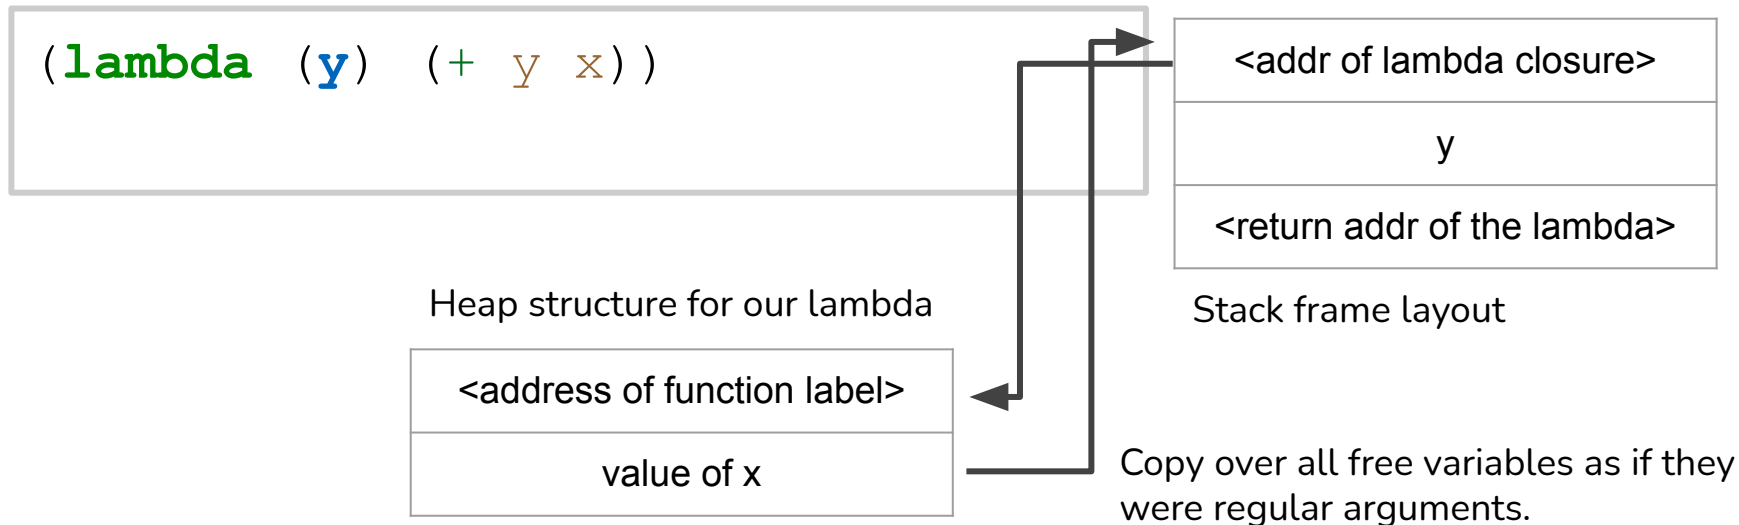 (lambda (y) (+ y x))
<addr of lambda closure>
y
<return addr of the lambda>
Stack frame layout
Heap structure for our lambda
<address of function label>
value of x
Copy over all free variables as if they
were regular arguments.